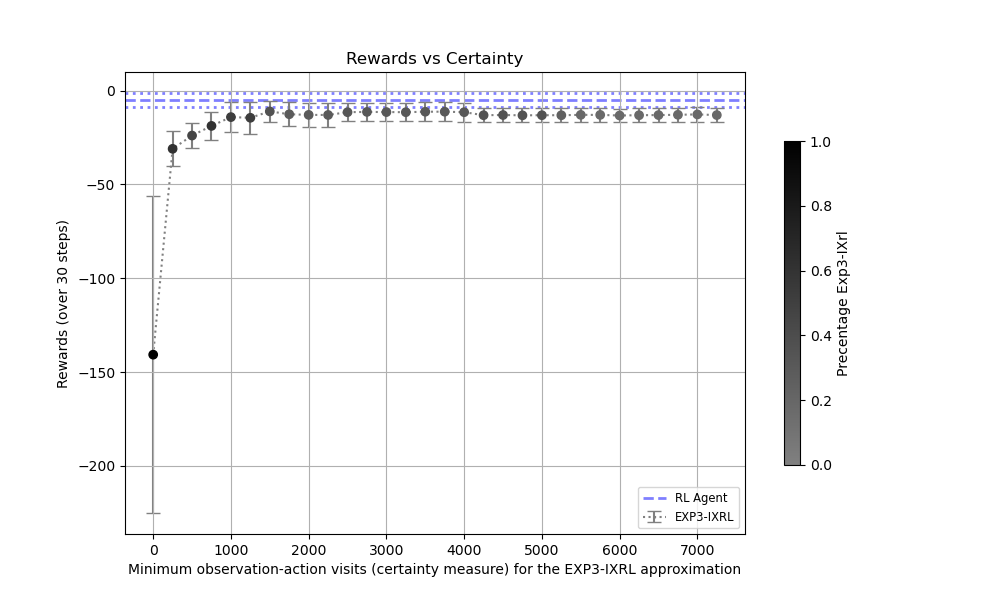 Rewards vs Certainty
Rewards (over 30 steps)
0
−50
−100
−150
−200
0 1000 2000 3000 4000 5000 6000 7000
Minimum observation-action visits (certainty measure) for the EXP3-IXRL approximation
RL Agent
EXP3-IXRL
1.0
0.8
0.6
0.4
0.2
0.0
Precentage Exp3-IXrl